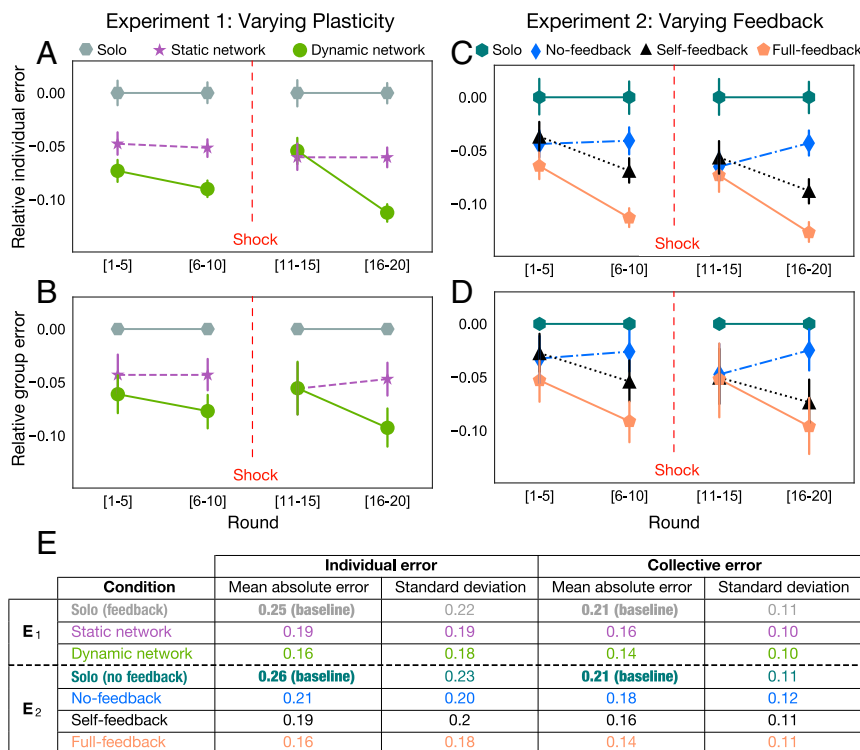 Experiment 1: Varying Plasticity
Experiment 2: Varying Feedback
A
Solo
Static network
Dynamic network
C
Solo
No-feedback
Self-feedback
Full-feedback
Relative individual error
0.00
−0.05
−0.10
Shock
[1-5]
[6-10]
[11-15]
[16-20]
0.00
−0.05
−0.10
Shock
[1-5]
[6-10]
[11-15]
[16-20]
B
Relative group error
0.00
−0.05
−0.10
Shock
[1-5]
[6-10]
[11-15]
[16-20]
Round
D
0.00
−0.05
−0.10
Shock
[1-5]
[6-10]
[11-15]
[16-20]
Round
E
Individual error Collective error
Condition Mean absolute error Standard deviation Mean absolute error Standard deviation
E1
Solo (feedback) 0.25 (baseline) 0.22 0.21 (baseline) 0.11
Static network 0.19 0.19 0.16 0.10
Dynamic network 0.16 0.18 0.14 0.10
E2
Solo (no feedback) 0.26 (baseline) 0.23 0.21 (baseline) 0.11
No-feedback 0.21 0.20 0.18 0.12
Self-feedback 0.19 0.2 0.16 0.11
Full-feedback 0.16 0.18 0.14 0.11